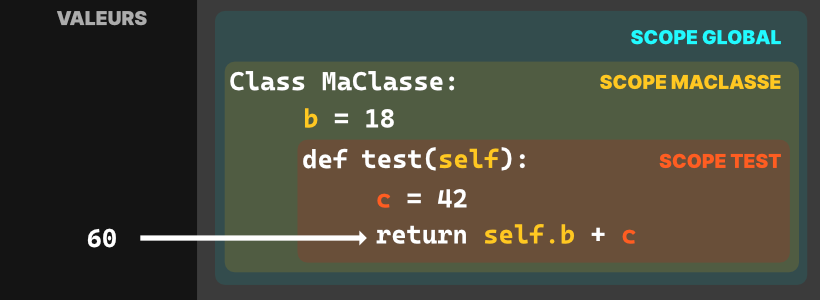 VALEURS
SCOPE GLOBAL
Class MaClasse:
SCOPE MACLASSE
b = 18
def test(self):
SCOPE TEST
c = 42
60
return self.b + c